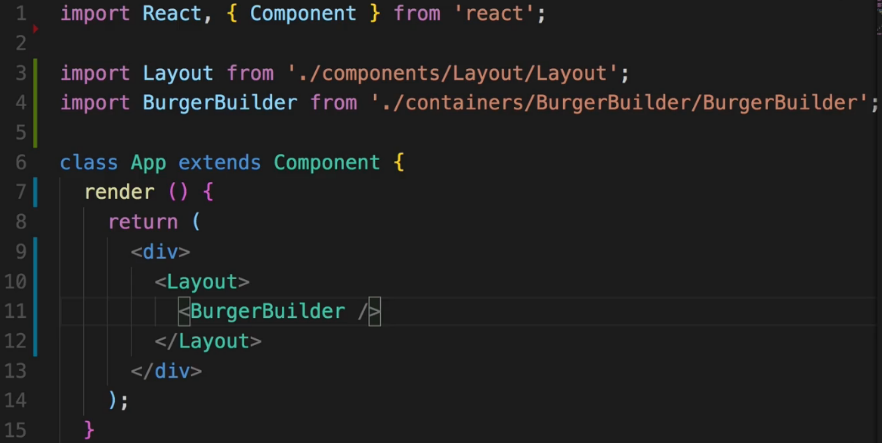 1 import React, { Component } from 'react';
2
3 import Layout from './components/Layout/Layout';
4 import BurgerBuilder from './containers/BurgerBuilder/BurgerBuilder';
5
6 class App extends Component {
7   render () {
8     return (
9       <div>
10         <Layout>
11           <BurgerBuilder />
12         </Layout>
13       </div>
14     );
15   }